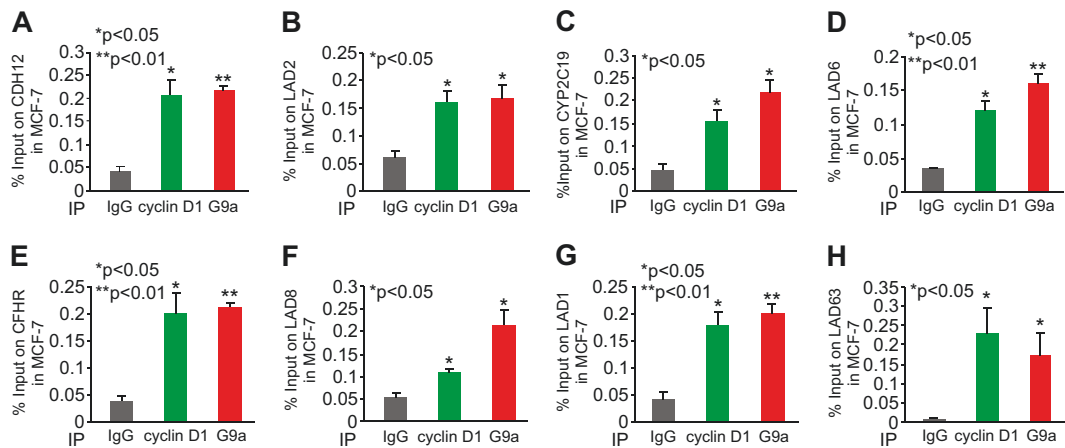 A
% Input on CDH12
in MCF-7
*p<0.05
**p<0.01
0.3
0.25
0.2
0.15
0.1
0.05
0
*
**
IP
IgG
cyclin D1
G9a
B
% Input on LAD2
in MCF-7
*p<0.05
0.25
0.2
0.15
0.1
0.05
0
*
*
IgG
cyclin D1
G9a
C
%Input on CYP2C19
in MCF-7
*p<0.05
0.3
0.25
0.2
0.15
0.1
0.05
0
*
*
IP
IgG
cyclin D1
G9a
D
% Input on LAD6
in MCF-7
*p<0.05
**p<0.01
0.2
0.15
0.1
0.05
0
*
**
IgG
cyclin D1
G9a
E
% Input on CFHR
in MCF-7
*p<0.05
**p<0.01
0.3
0.25
0.2
0.15
0.1
0.05
0
*
**
IP
IgG
cyclin D1
G9a
F
% Input on LAD8
in MCF-7
*p<0.05
0.3
0.25
0.2
0.15
0.1
0.05
0
*
*
IgG
cyclin D1
G9a
G
% Input on LAD1
in MCF-7
*p<0.05
**p<0.01
0.3
0.25
0.2
0.15
0.1
0.05
0
*
**
IP
IgG
cyclin D1
G9a
H
% Input on LAD63
in MCF-7
*p<0.05
0.35
0.3
0.25
0.2
0.15
0.1
0.05
0
*
*
IgG
cyclin D1
G9a